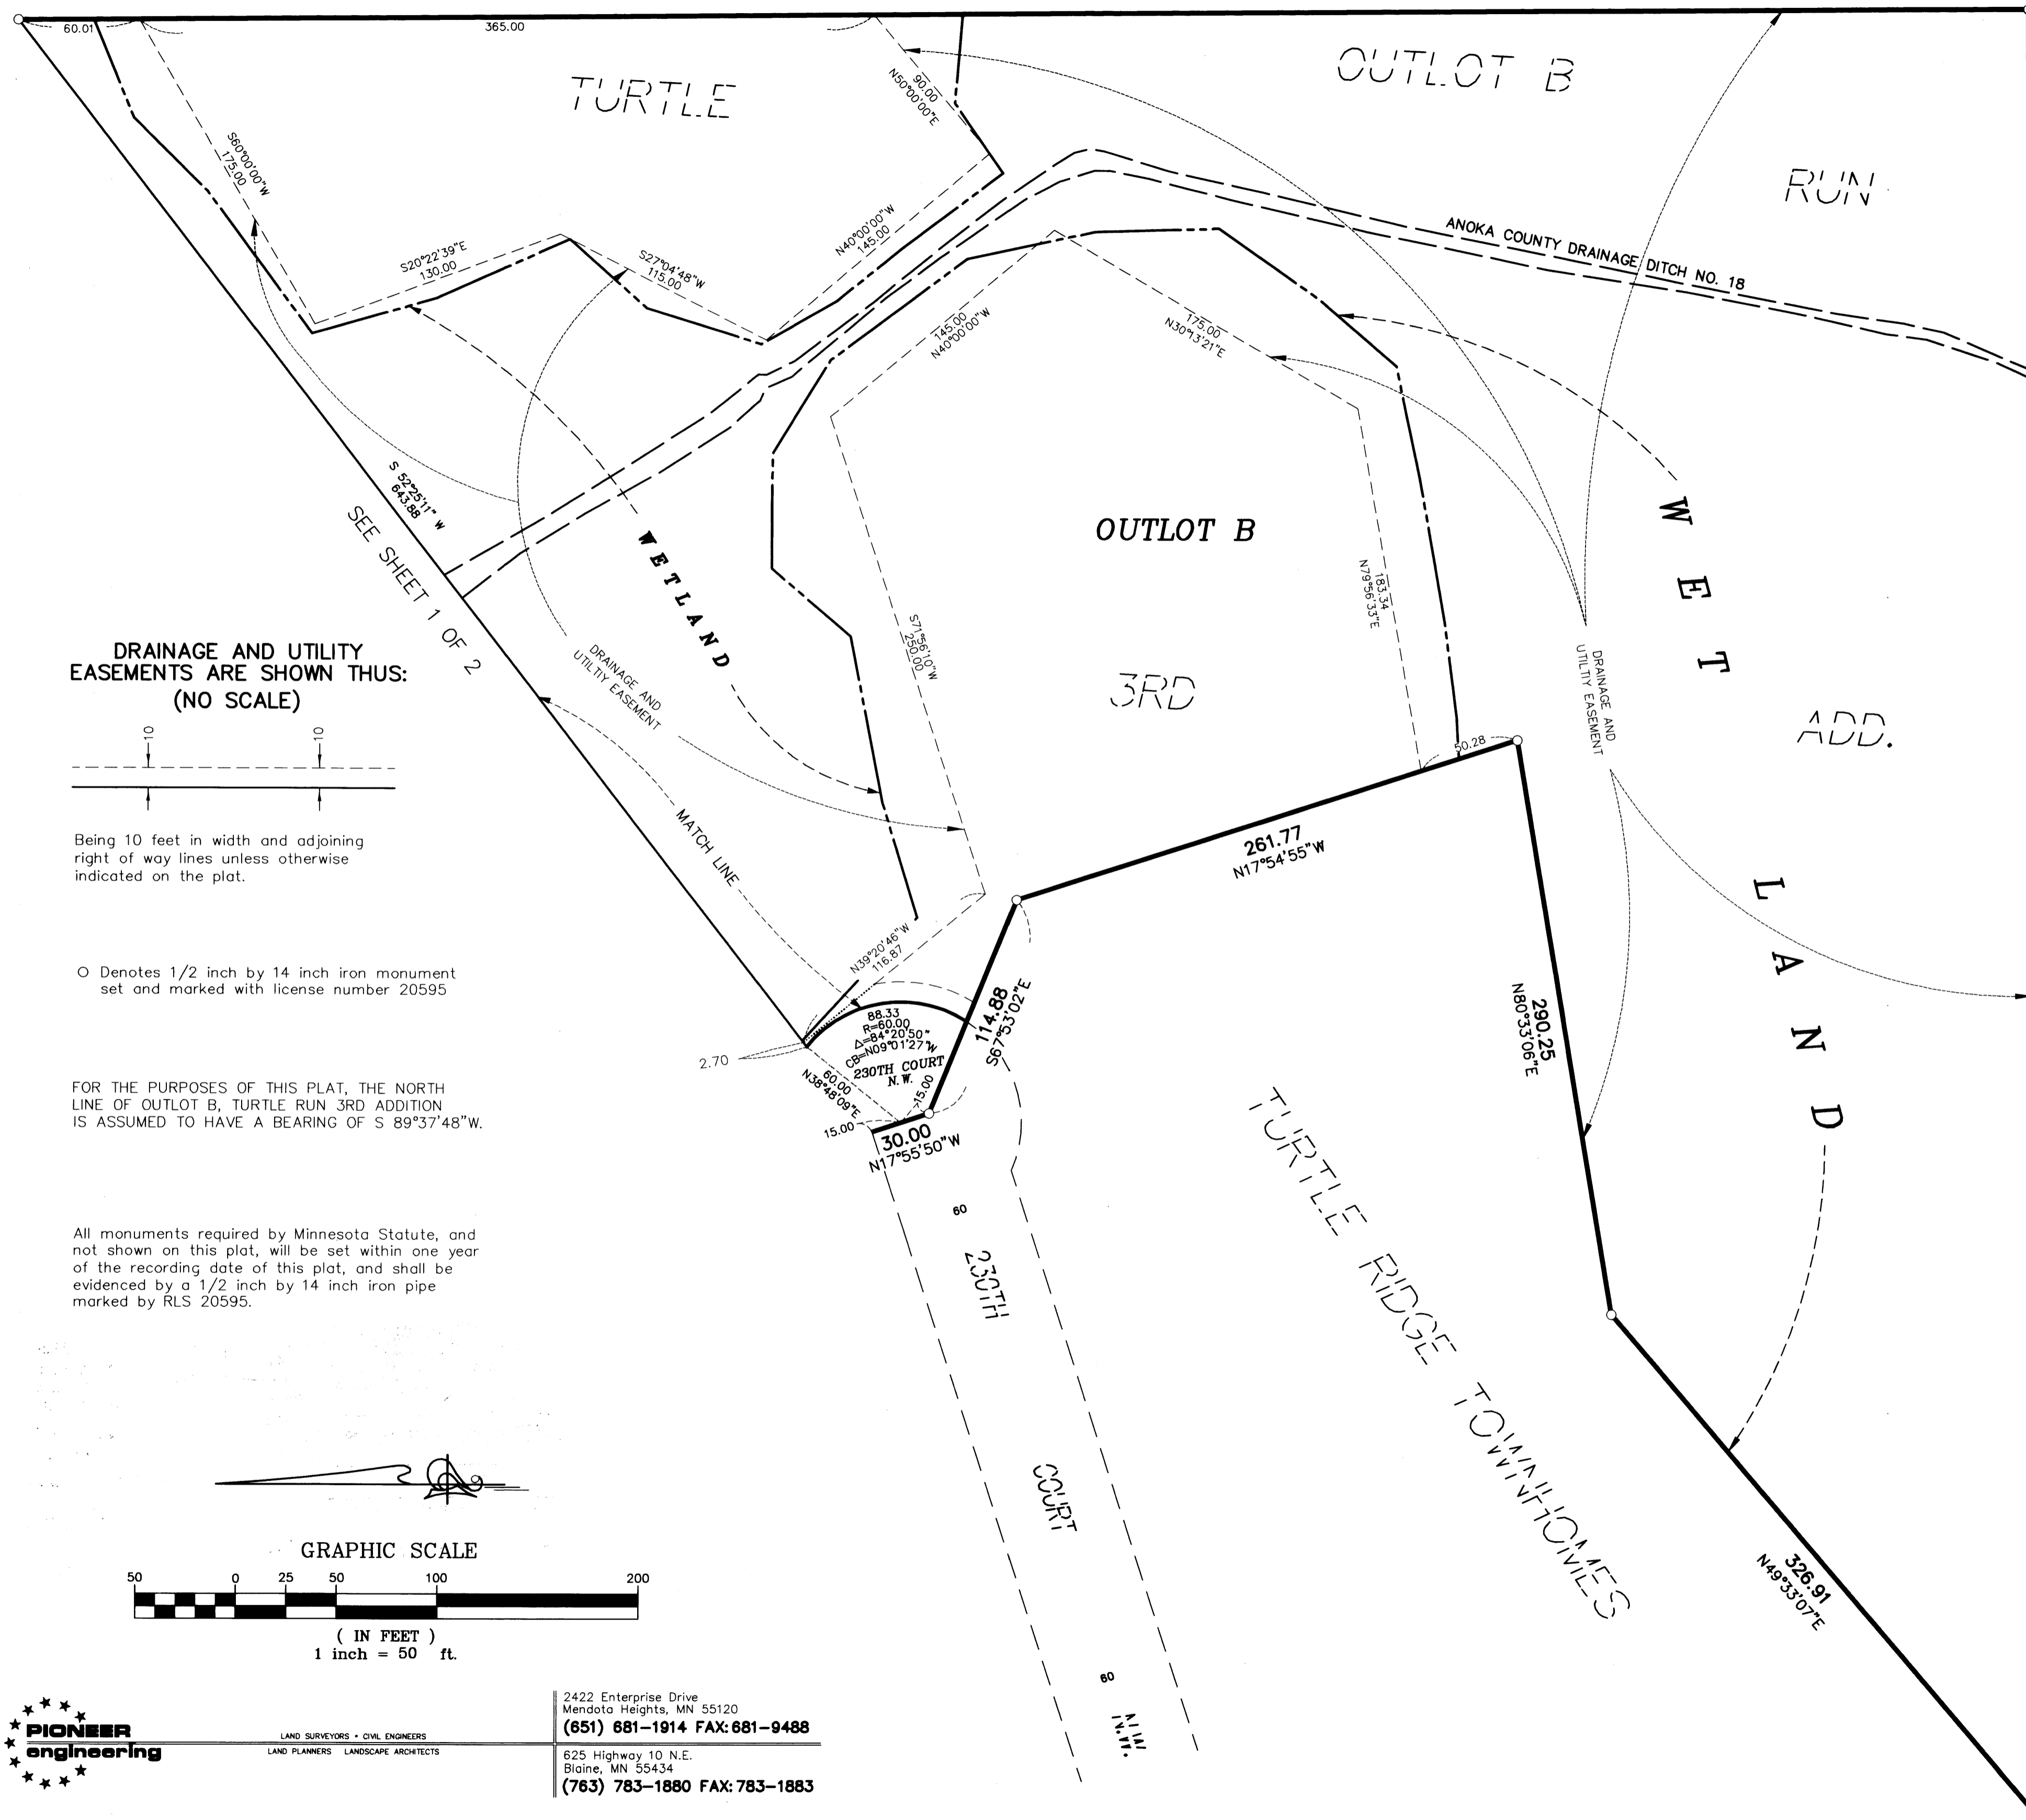 60.01
365.00
TURTLE
OUTLOT B
90.00
N50°00'00"E
S60°00'00"W
175.00
RUN
ANOKA COUNTY DRAINAGE DITCH NO. 18
S20°22'39"E
130.00
S27°04'48"W
115.00
N40°00'00"W
145.00
145.00
N40°00'00"W
175.00
N30°13'21"E
S 52°25'11" W
643.88
SEE SHEET 1 OF 2
WETLAND
OUTLOT B
183.34
N79°56'33"E
WET LAND
S71°56'10"W
250.00
DRAINAGE AND
UTILTIY EASEMENT
DRAINAGE AND
UTILTIY EASEMENT
3RD
ADD.
DRAINAGE AND UTILITY
EASEMENTS ARE SHOWN THUS:
(NO SCALE)
10
10
50.28
Being 10 feet in width and adjoining
right of way lines unless otherwise
indicated on the plat.
MATCH LINE
261.77
N17°54'55"W
N39°20'46"W
116.87
O Denotes 1/2 inch by 14 inch iron monument
set and marked with license number 20595
114.88
S67°53'02"E
290.25
N80°33'06"E
88.33
R=60.00
Δ=84°20'50"
CB=N09°01'27"W
230TH COURT
N.W.
2.70
60.00
N38°48'09"E
15.00
15.00
30.00
N17°55'50"W
FOR THE PURPOSES OF THIS PLAT, THE NORTH
LINE OF OUTLOT B, TURTLE RUN 3RD ADDITION
IS ASSUMED TO HAVE A BEARING OF S 89°37'48"W.
All monuments required by Minnesota Statute, and
not shown on this plat, will be set within one year
of the recording date of this plat, and shall be
evidenced by a 1/2 inch by 14 inch iron pipe
marked by RLS 20595.
60
230TH
COURT
60
N.W.
TURTLE RIDGE TOWNHOMES
326.91
N49°33'07"E
GRAPHIC SCALE
50 0 25 50 100 200
( IN FEET )
1 inch = 50 ft.
PIONEER
engineering
LAND SURVEYORS • CIVIL ENGINEERS
LAND PLANNERS LANDSCAPE ARCHITECTS
2422 Enterprise Drive
Mendota Heights, MN 55120
(651) 681-1914 FAX:681-9488
625 Highway 10 N.E.
Blaine, MN 55434
(763) 783-1880 FAX:783-1883